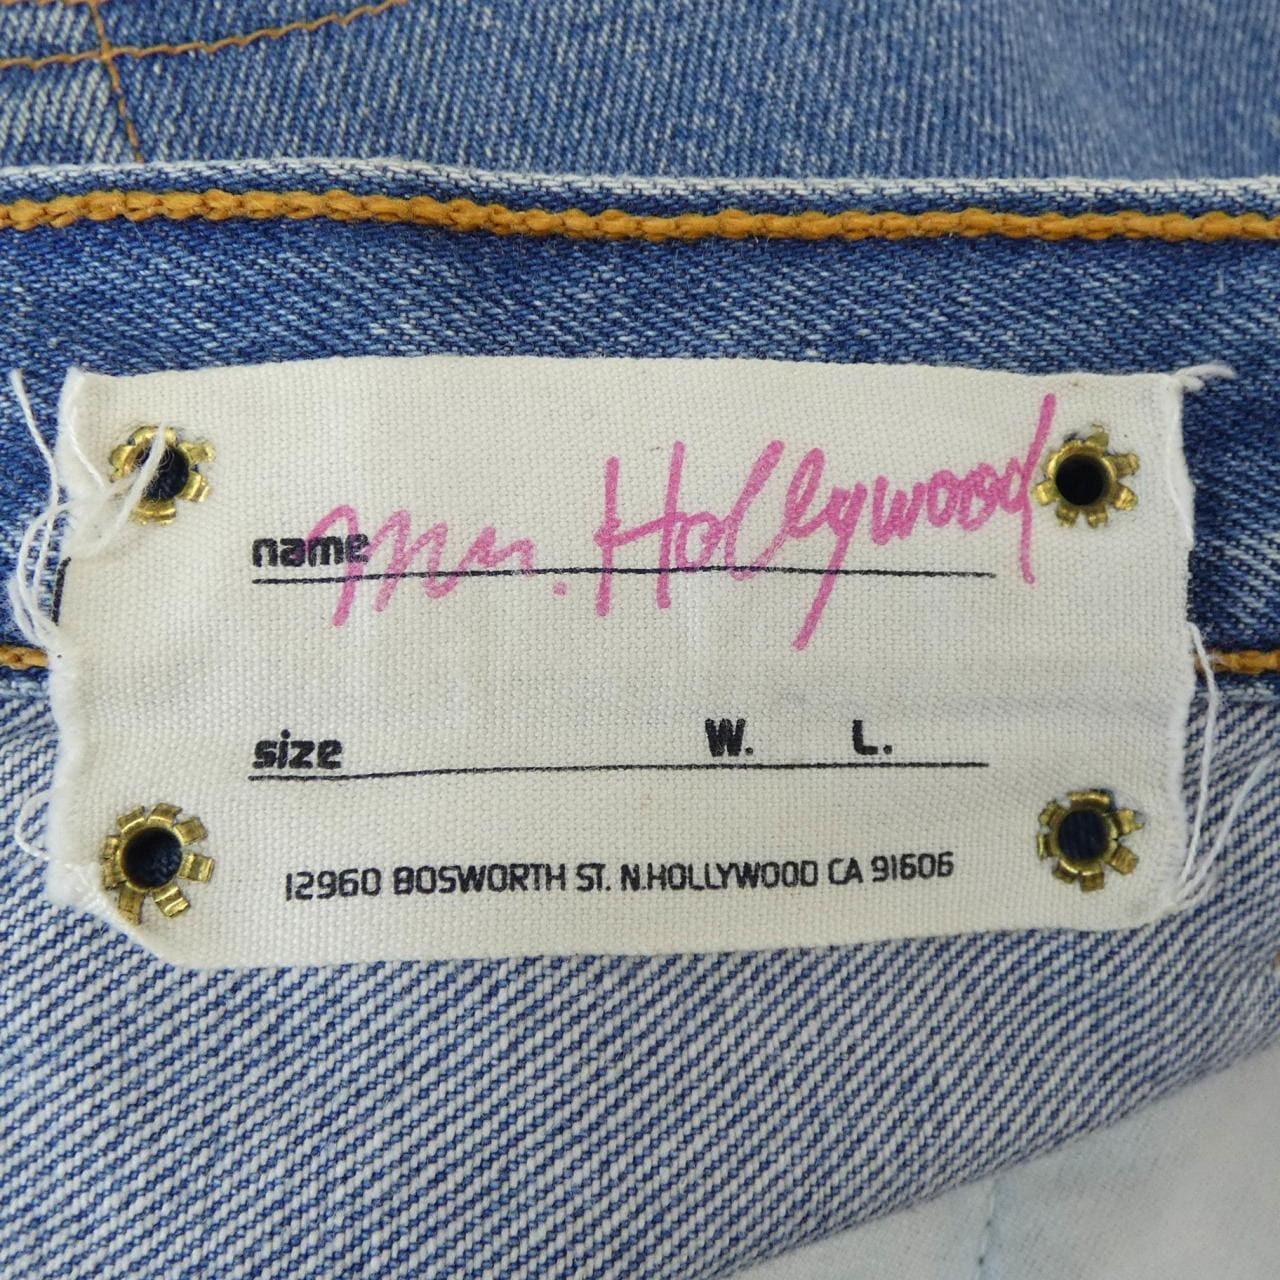 name Mr. Hollywood
size W. L.
12960 BOSWORTH ST. N.HOLLYWOOD CA 91606